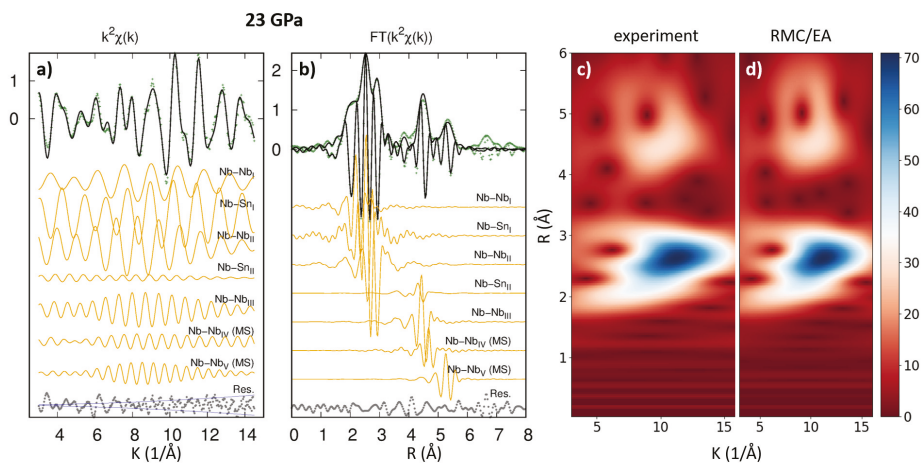 23 GPa
k²χ(k)
FT(k²χ(k))
experiment
RMC/EA
a)
b)
c)
d)
1
0
Nb–Nb_I
Nb–Sn_I
Nb–Nb_II
Nb–Sn_II
Nb–Nb_III
Nb–Nb_IV (MS)
Nb–Nb_V (MS)
Res.
4 6 8 10 12 14
K (1/Å)
2
1
0
Nb–Nb_I
Nb–Sn_I
Nb–Nb_II
Nb–Sn_II
Nb–Nb_III
Nb–Nb_IV (MS)
Nb–Nb_V (MS)
Res.
0 1 2 3 4 5 6 7 8
R (Å)
6
5
4
3
2
1
R (Å)
5 10 15
5 10 15
K (1/Å)
70
60
50
40
30
20
10
0